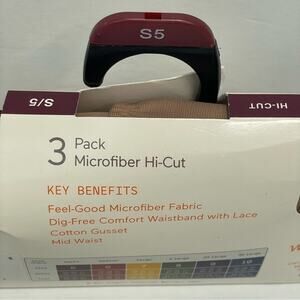 S5
S/5
HI-CUT
3 Pack
Microfiber Hi-Cut
KEY BENEFITS
Feel-Good Microfiber Fabric
Dig-Free Comfort Waistband with Lace
Cotton Gusset
Mid Waist